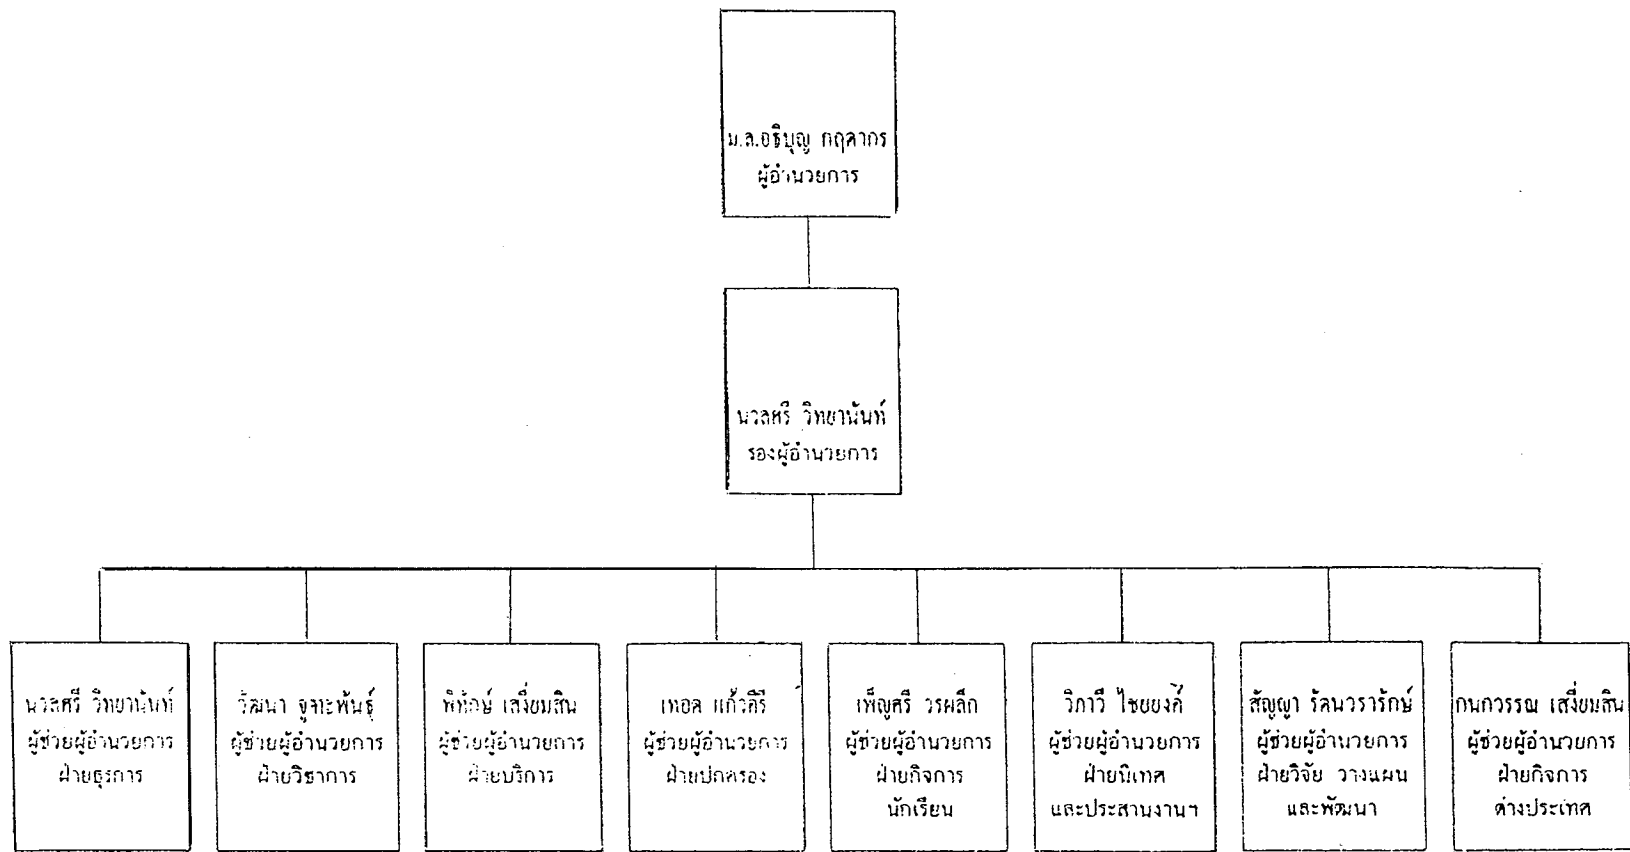 ม.ล.อธิบุญ กฤดากร
ผู้อำนวยการ
นวลศรี วิทยานันท์
รองผู้อำนวยการ
นวลศรี วิทยานันท์
ผู้ช่วยผู้อำนวยการ
ฝ่ายธุรการ
วัฒนา จูฑะพันธุ์
ผู้ช่วยผู้อำนวยการ
ฝ่ายวิชาการ
พิทักษ์ เสงี่ยมสิน
ผู้ช่วยผู้อำนวยการ
ฝ่ายบริการ
เทอด แก้วคีรี
ผู้ช่วยผู้อำนวยการ
ฝ่ายปกครอง
เพ็ญศรี วรผลึก
ผู้ช่วยผู้อำนวยการ
ฝ่ายกิจการ
นักเรียน
วิภาวี ไชยยงค์
ผู้ช่วยผู้อำนวยการ
ฝ่ายนิเทศ
และประสานงานฯ
สัญญา รัตนวรารักษ์
ผู้ช่วยผู้อำนวยการ
ฝ่ายวิจัย วางแผน
และพัฒนา
กนกวรรณ เสงี่ยมสิน
ผู้ช่วยผู้อำนวยการ
ฝ่ายกิจการ
ต่างประเทศ